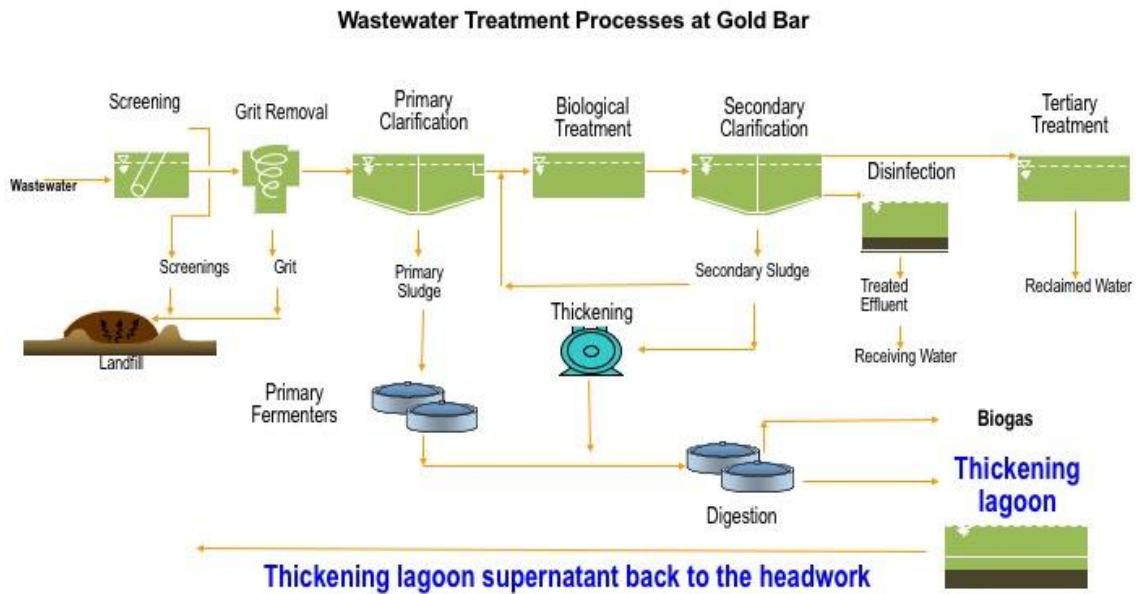 Wastewater Treatment Processes at Gold Bar
Screening
Grit Removal
Primary
Clarification
Biological
Treatment
Secondary
Clarification
Tertiary
Treatment
Wastewater
Disinfection
Screenings
Grit
Primary
Sludge
Secondary Sludge
Treated
Effluent
Reclaimed Water
Thickening
Landfill
Receiving Water
Primary
Fermenters
Biogas
Thickening
lagoon
Digestion
Thickening lagoon supernatant back to the headwork